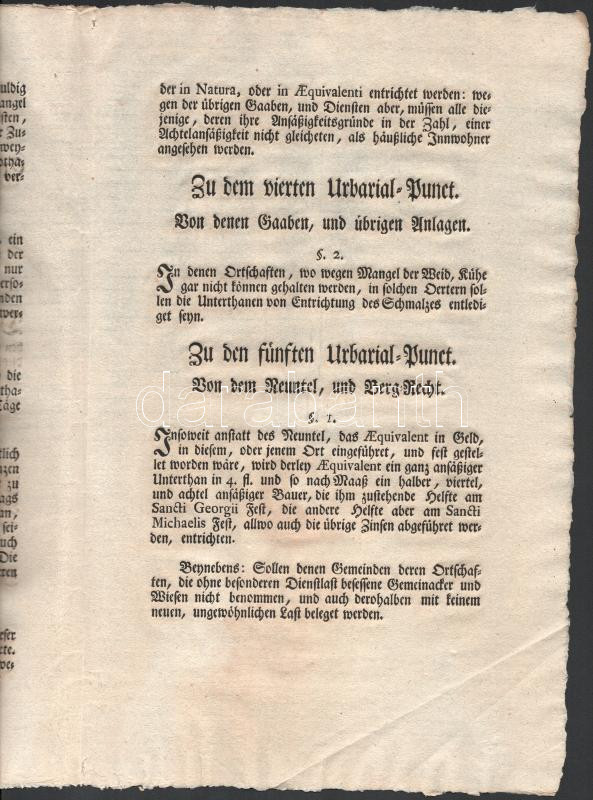 der in Natura, oder in Æquivalenti entrichtet werden: we-
gen der übrigen Gaaben, und Diensten aber, müssen alle die-
jenige, deren ihre Ansäßigkeitsgründe in der Zahl, einer
Achtelansäßigkeit nicht gleicheten, als häußliche Innwohner
angesehen werden.
Zu dem vierten Urbarial-Punct.
Von denen Gaaben, und übrigen Anlagen.
§. 2.
In denen Ortschaften, wo wegen Mangel der Weid, Kühe
gar nicht können gehalten werden, in solchen Oertern sol-
len die Unterthanen von Entrichtung des Schmalzes entledi-
get seyn.
Zu den fünften Urbarial-Punct.
Von dem Neuntel, und Berg-Recht.
§. 1.
Insoweit anstatt des Neuntel, das Æquivalent in Geld,
in diesem, oder jenem Ort eingeführet, und fest gestel-
let worden wäre, wird derley Æquivalent ein ganz ansäßiger
Unterthan in 4. fl. und so nach Maaß ein halber, viertel,
und achtel ansäßiger Bauer, die ihm zustehende Helfte am
Sancti Georgii Fest, die andere Helfte aber am Sancti
Michaelis Fest, allwo auch die übrige Zinsen abgeführet wer-
den, entrichten.
Beynebens: Sollen denen Gemeinden deren Ortschaf-
ten, die ohne besonderen Dienstlast besessene Gemeinacker und
Wiesen nicht benommen, und auch derohalben mit keinem
neuen, ungewöhnlichen Last beleget werden.
darabanth